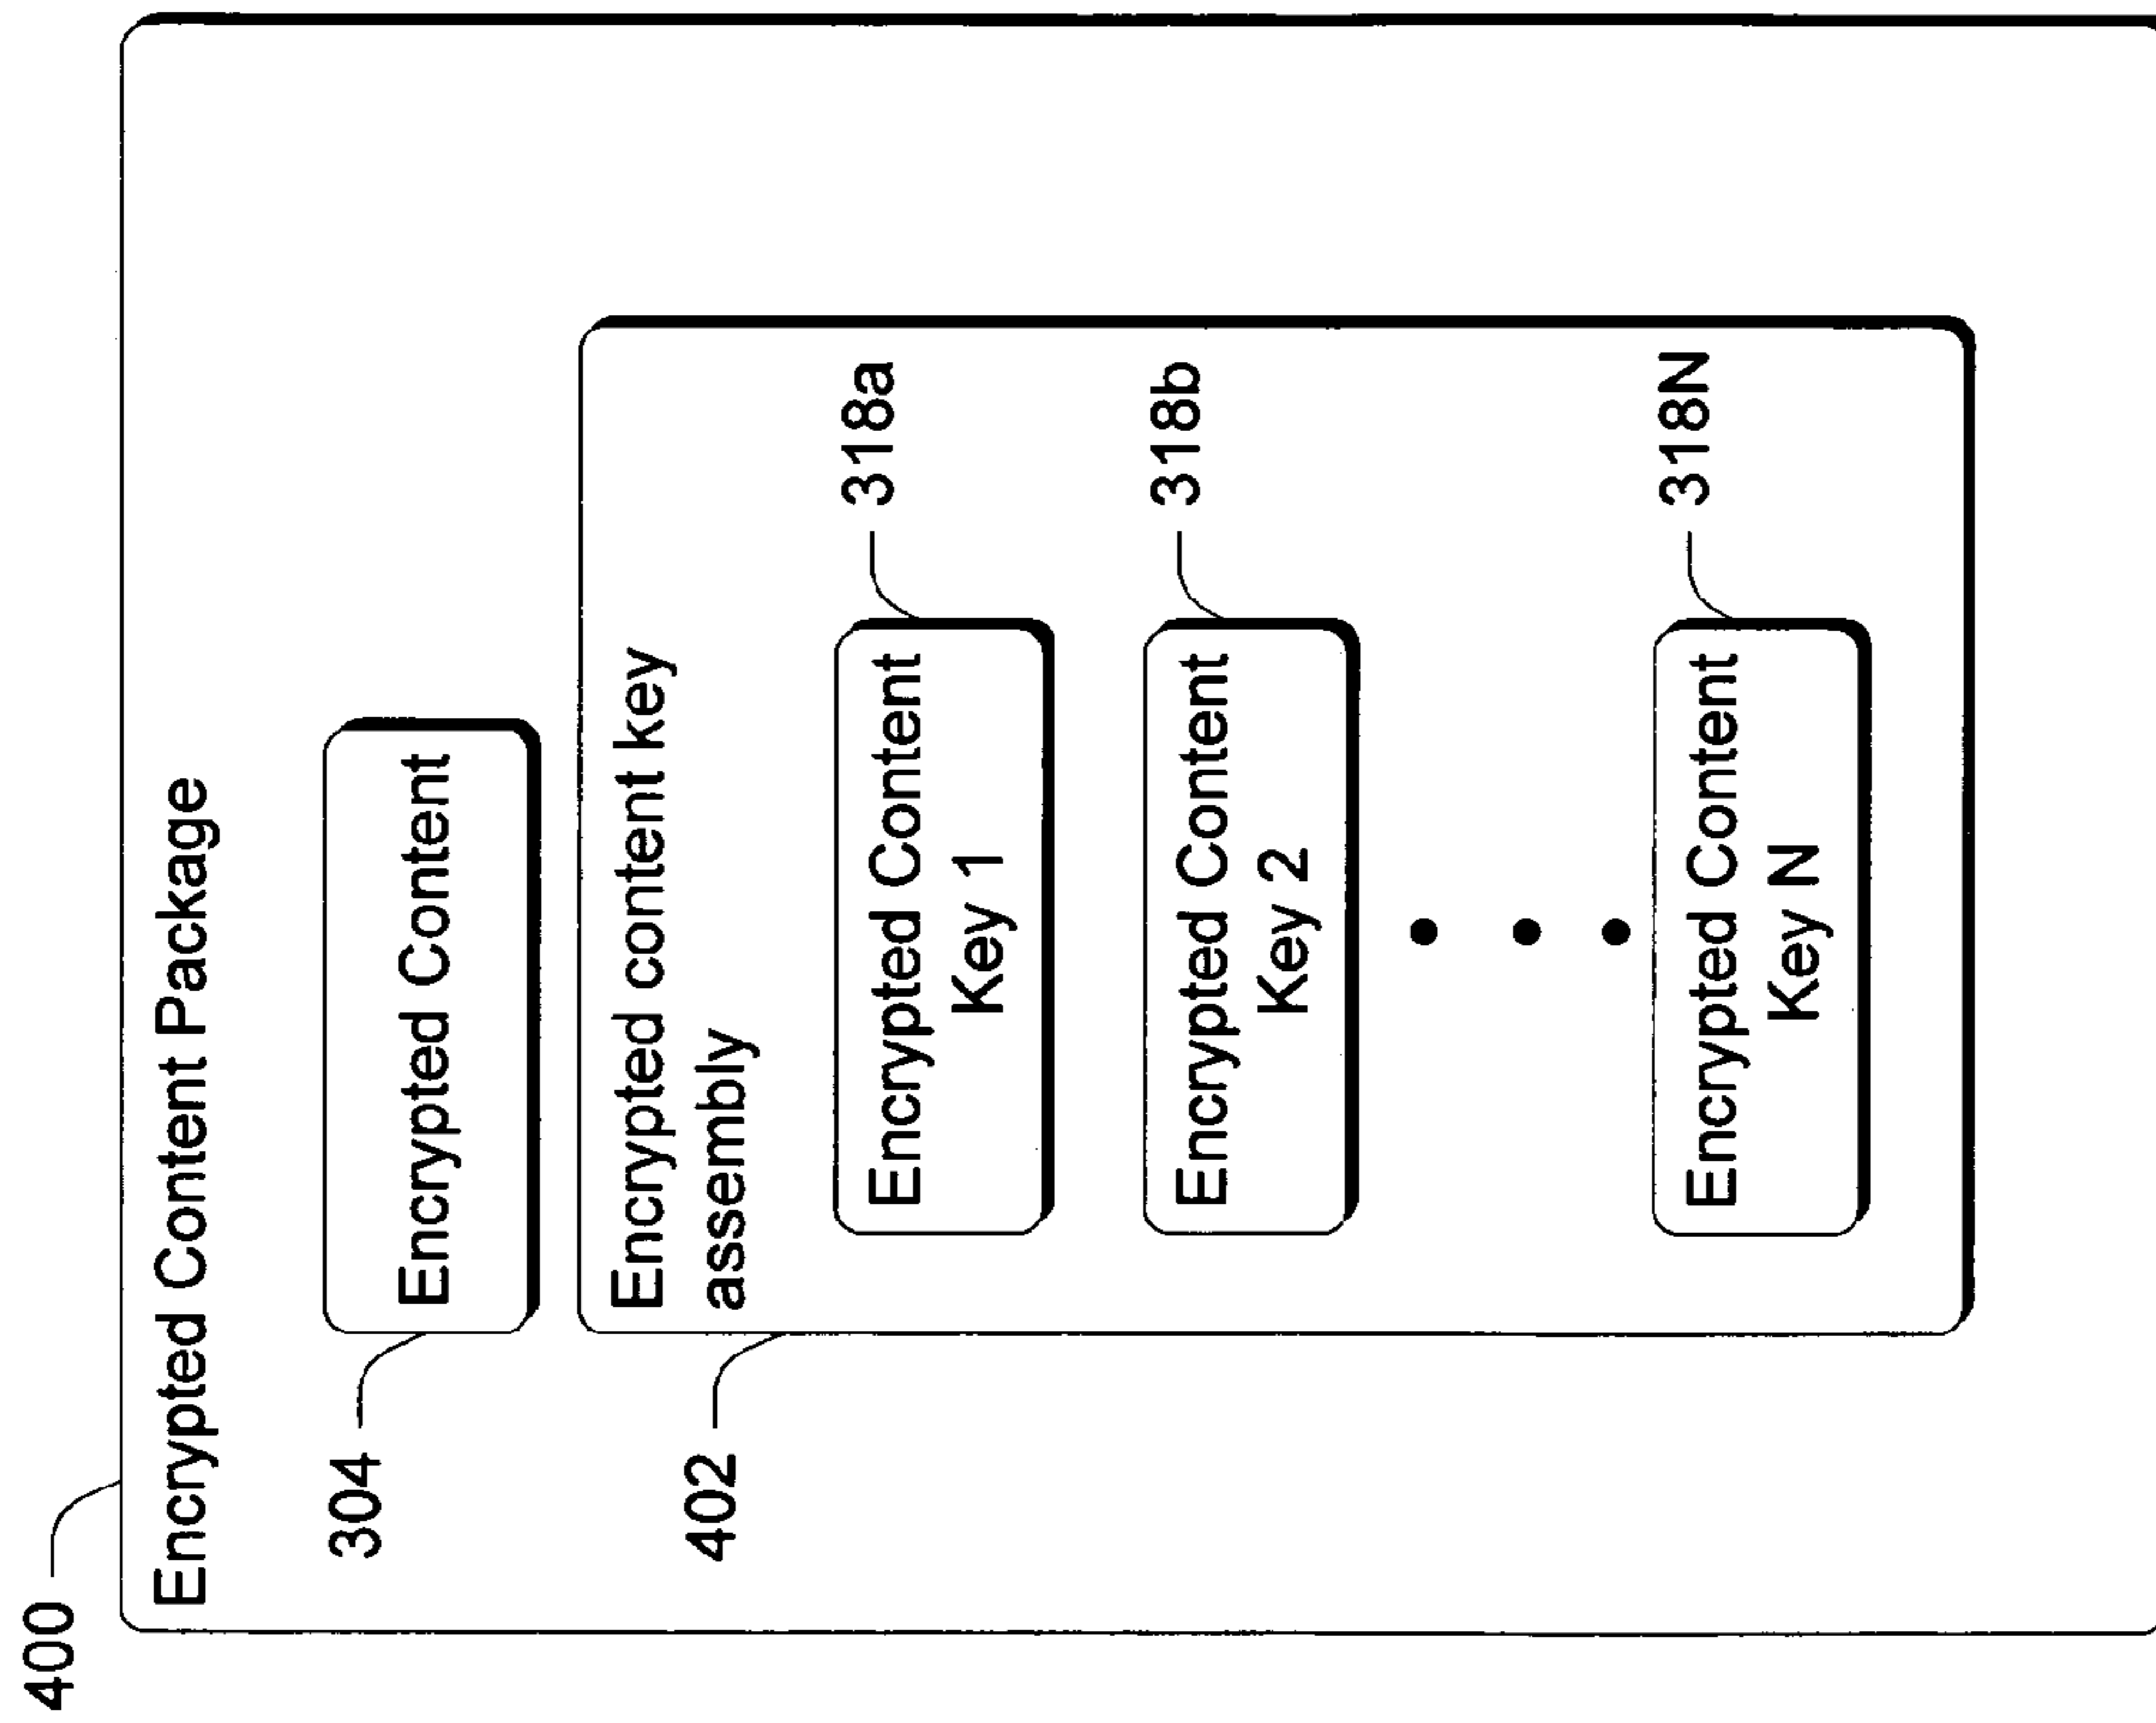 400
Encrypted Content Package
304
Encrypted Content
402
Encrypted content key
assembly
318a
Encrypted Content
Key 1
318b
Encrypted Content
Key 2
318N
Encrypted Content
Key N